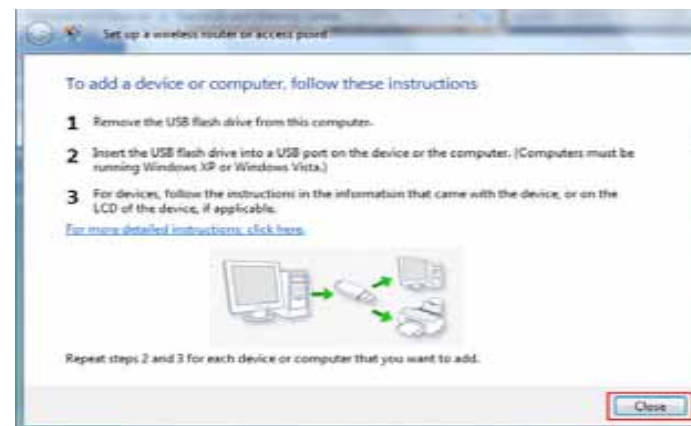 Set up a wireless router or access point
To add a device or computer, follow these instructions
1 Remove the USB flash drive from this computer.
2 Insert the USB flash drive into a USB port on the device or the computer. (Computers must be
running Windows XP or Windows Vista.)
3 For devices, follow the instructions in the information that came with the device, or on the
LCD of the device, if applicable.
For more detailed instructions, click here.
Repeat steps 2 and 3 for each device or computer that you want to add.
Close